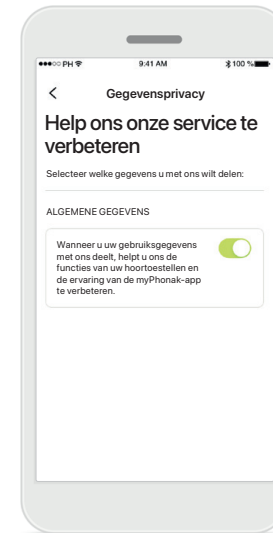 PH 9:41 AM 100 %
Gegevensprivacy
Help ons onze service te
verbeteren
Selecteer welke gegevens u met ons wilt delen:
ALGEMENE GEGEVENS
Wanneer u uw gebruiksgegevens
met ons deelt, helpt u ons de
functies van uw hoortoestellen en
de ervaring van de myPhonak-app
te verbeteren.